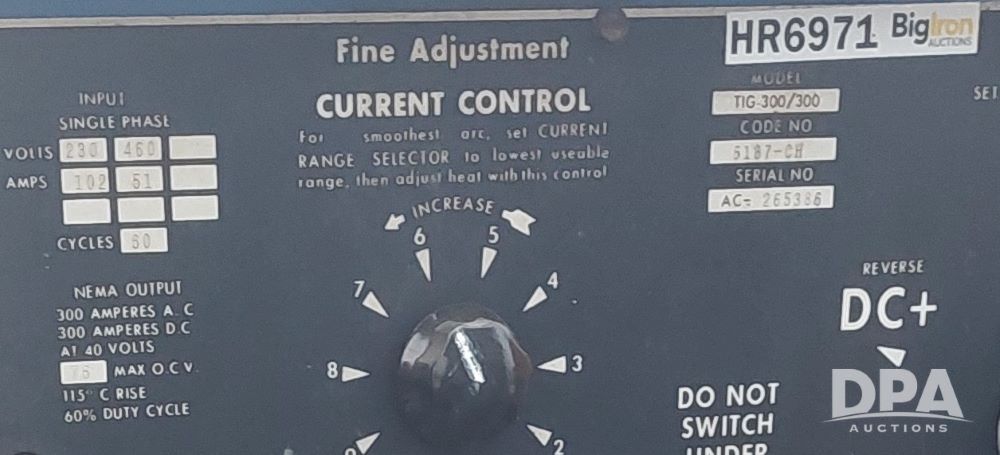 HR6971 BigIron AUCTIONS
Fine Adjustment
CURRENT CONTROL
For smoothest arc, set CURRENT
RANGE SELECTOR to lowest useable
range, then adjust heat with this control
INCREASE
6 5
7 4
8 3
9 2
INPUT
SINGLE PHASE
VOLTS 230 460
AMPS 102 51
CYCLES 60
NEMA OUTPUT
300 AMPERES A.C
300 AMPERES D.C
AT 40 VOLTS
76 MAX O.C.V.
115° C RISE
60% DUTY CYCLE
MODEL
TIG-300/300
CODE NO
5187-CH
SERIAL NO
AC- 265386
SET
REVERSE
DC+
DO NOT
SWITCH
UNDER
DPA
AUCTIONS